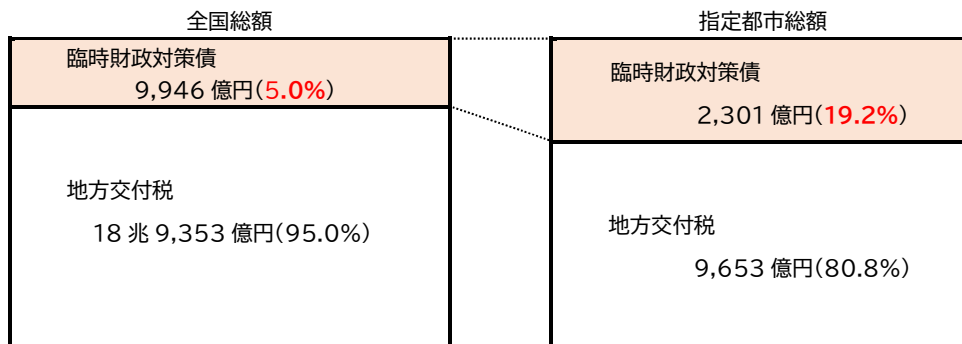 全国総額
臨時財政対策債
9,946 億円(5.0%)
地方交付税
18 兆 9,353 億円(95.0%)
指定都市総額
臨時財政対策債
2,301 億円(19.2%)
地方交付税
9,653 億円(80.8%)